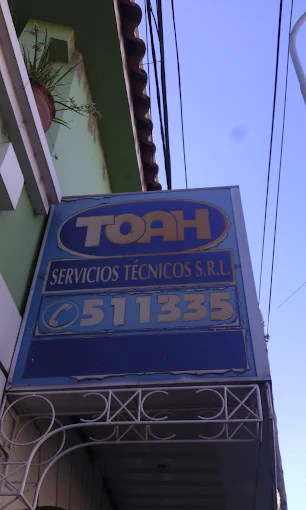 TOAH
SERVICIOS TÉCNICOS S.R.L.
511335